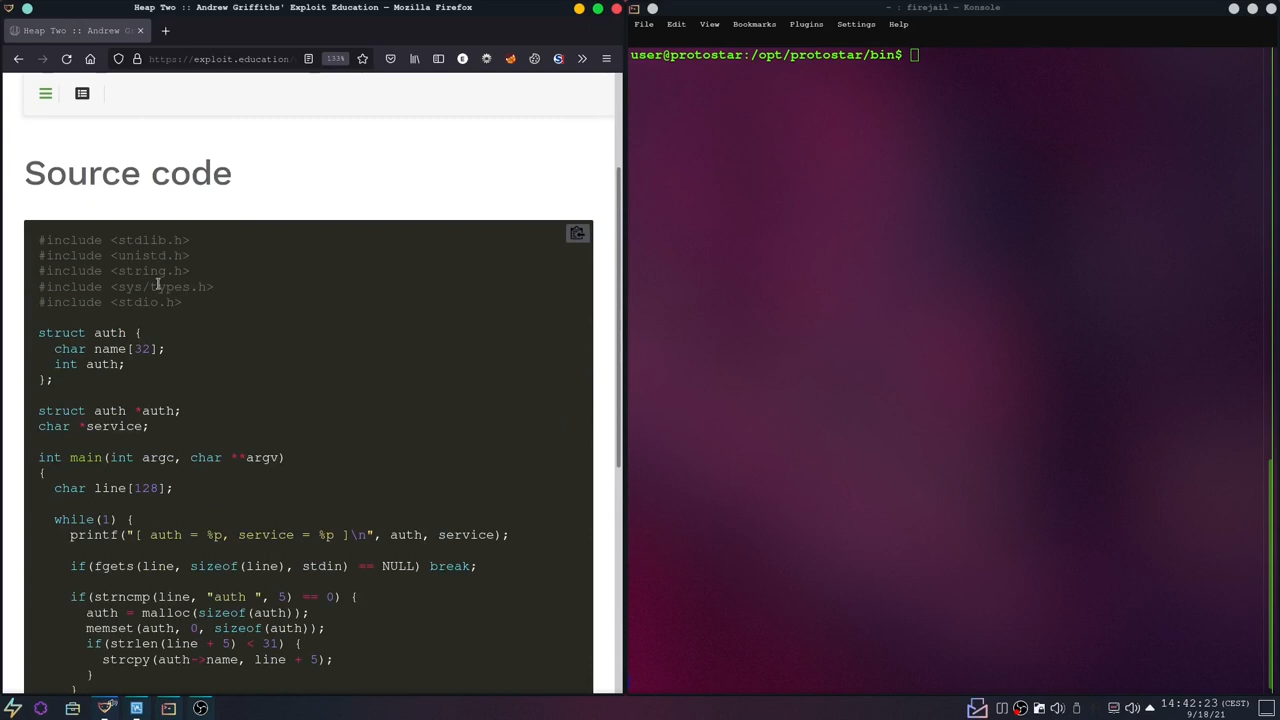 Heap Two :: Andrew Griffiths' Exploit Education — Mozilla Firefox
Heap Two :: Andrew Gr
https://exploit.education/
133%
Source code
#include <stdlib.h>
#include <unistd.h>
#include <string.h>
#include <sys/types.h>
#include <stdio.h>
struct auth {
char name[32];
int auth;
};
struct auth *auth;
char *service;
int main(int argc, char **argv)
{
char line[128];
while(1) {
printf("[ auth = %p, service = %p ]\n", auth, service);
if(fgets(line, sizeof(line), stdin) == NULL) break;
if(strncmp(line, "auth ", 5) == 0) {
auth = malloc(sizeof(auth));
memset(auth, 0, sizeof(auth));
if(strlen(line + 5) < 31) {
strcpy(auth->name, line + 5);
}
}
~ : firejail — Konsole
File Edit View Bookmarks Plugins Settings Help
user@protostar:/opt/protostar/bin$
14:42:23 (CEST)
9/18/21